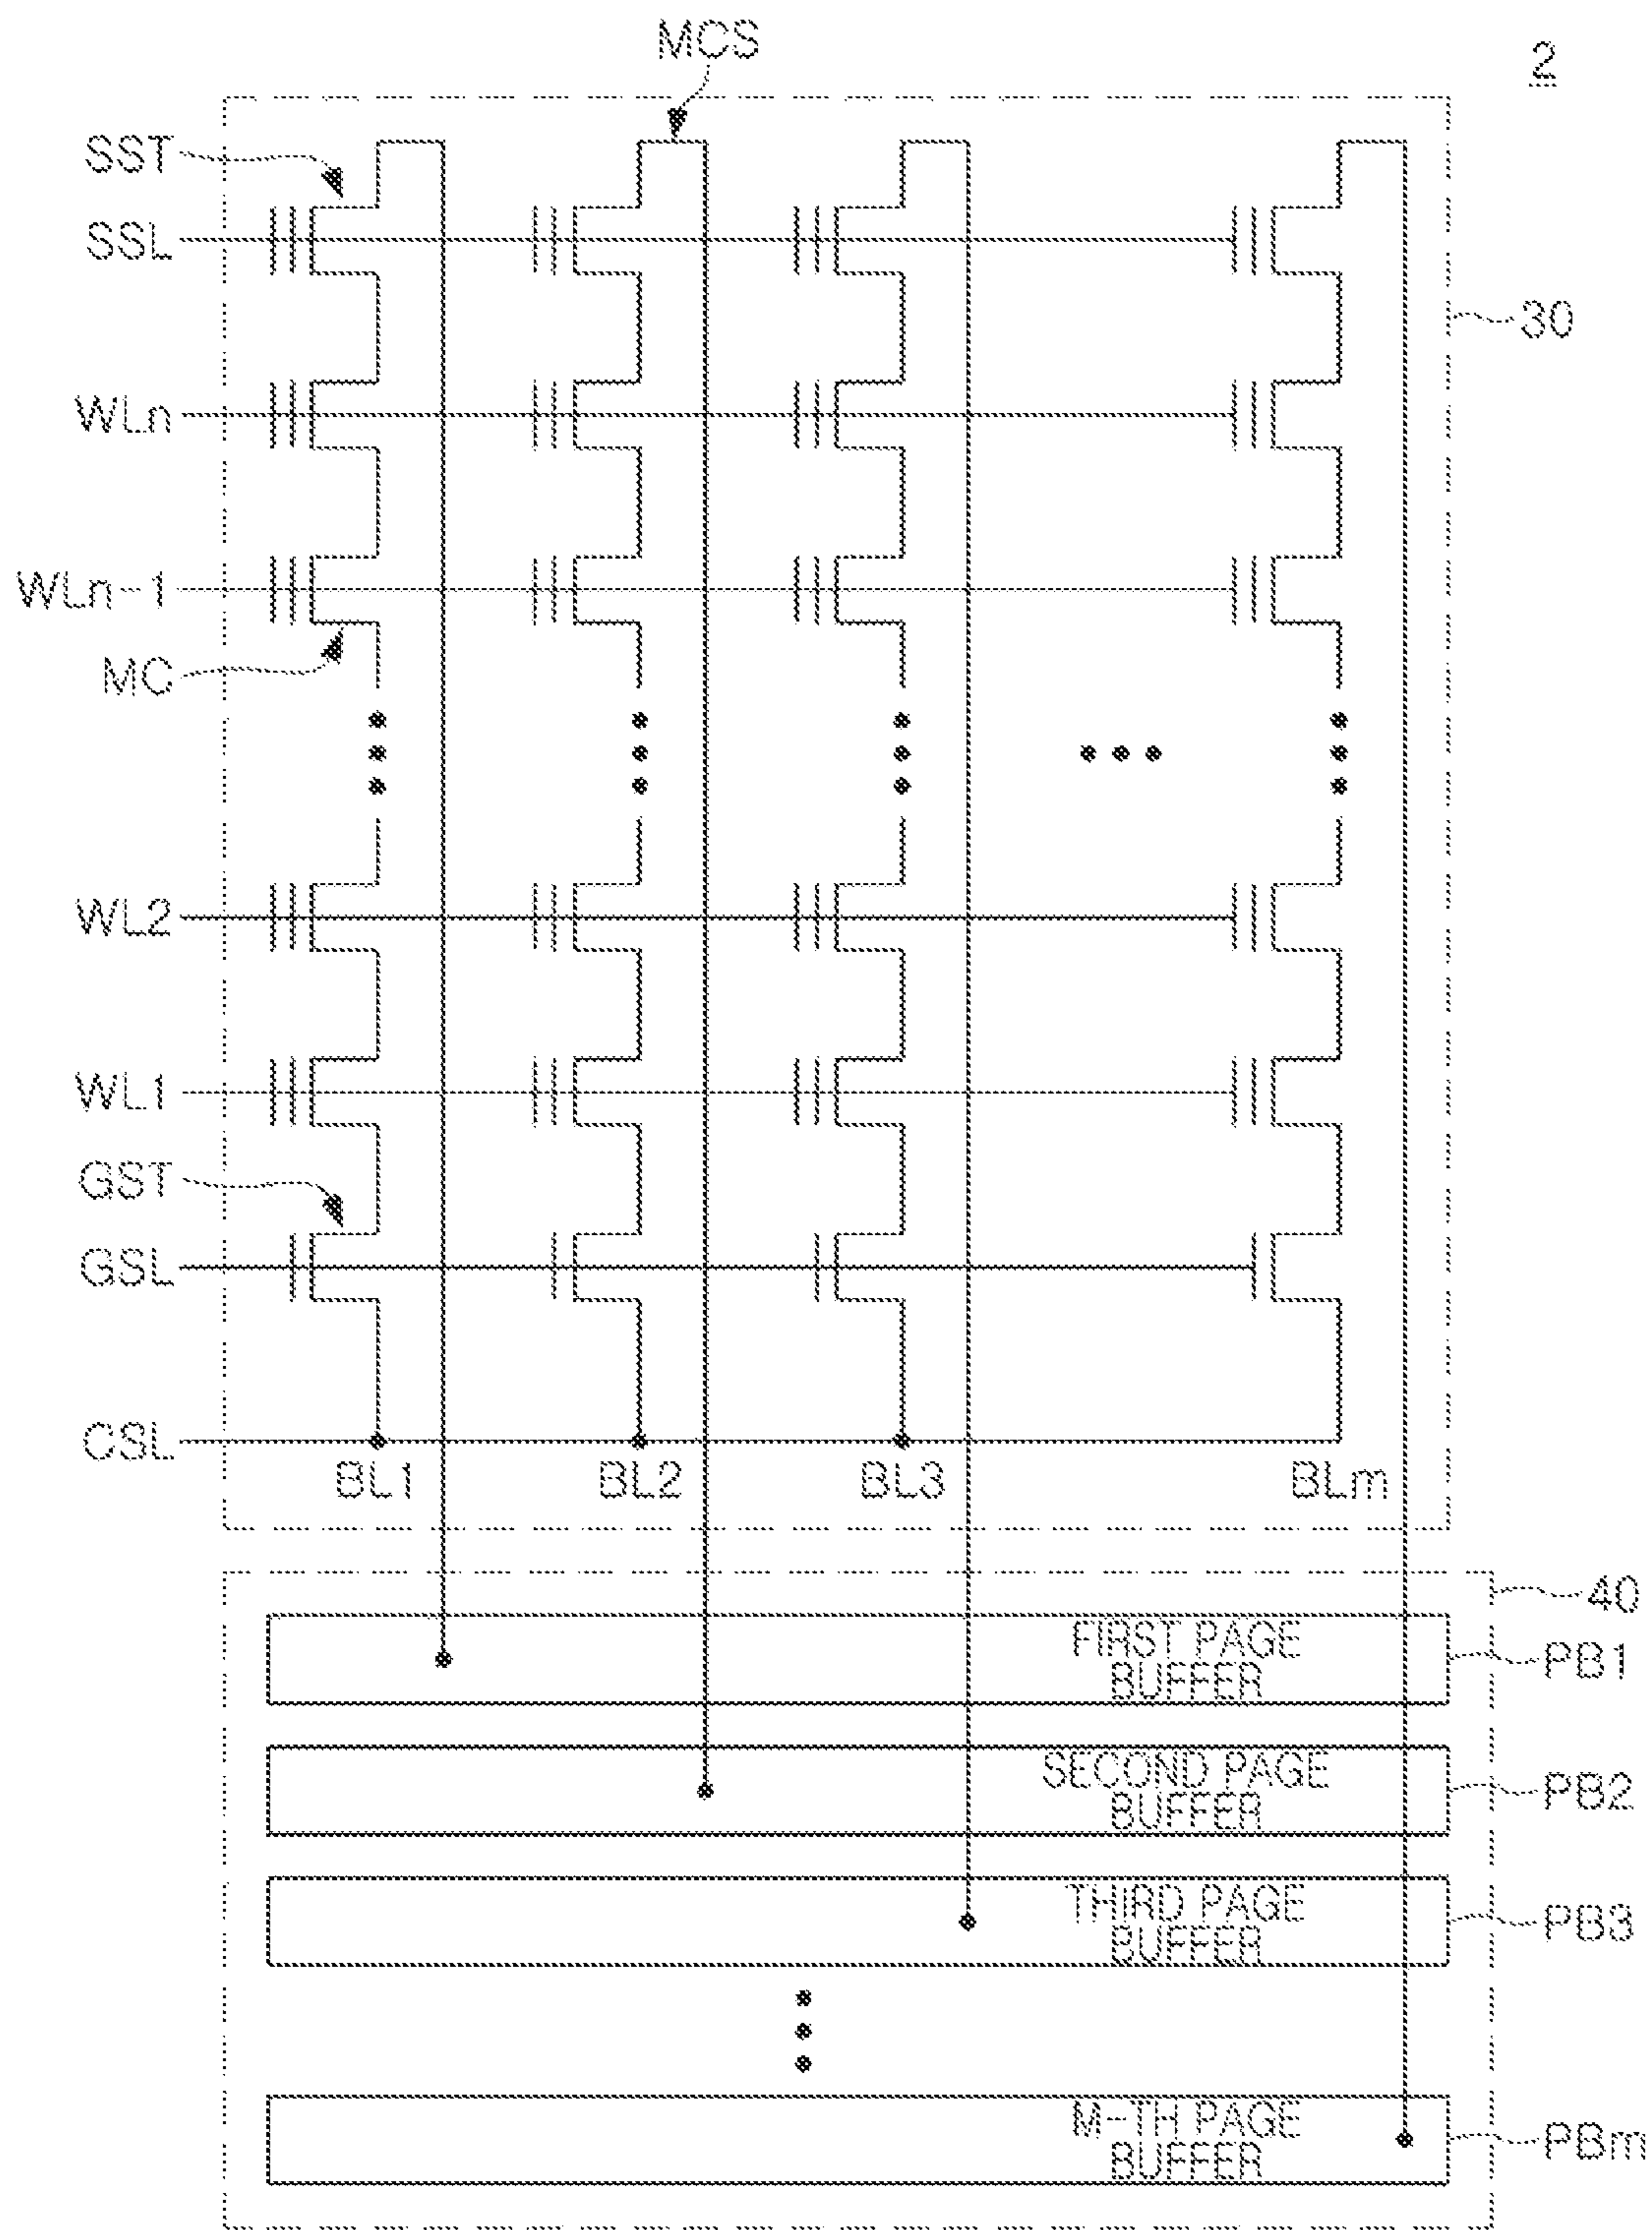 MCS
2
SST
SSL
30
WLn
WLn-1
MC
WL2
WL1
GST
GSL
CSL
BL1 BL2 BL3 BLm
40
FIRST PAGE
BUFFER
PB1
SECOND PAGE
BUFFER
PB2
THIRD PAGE
BUFFER
PB3
M-TH PAGE
BUFFER
PBm